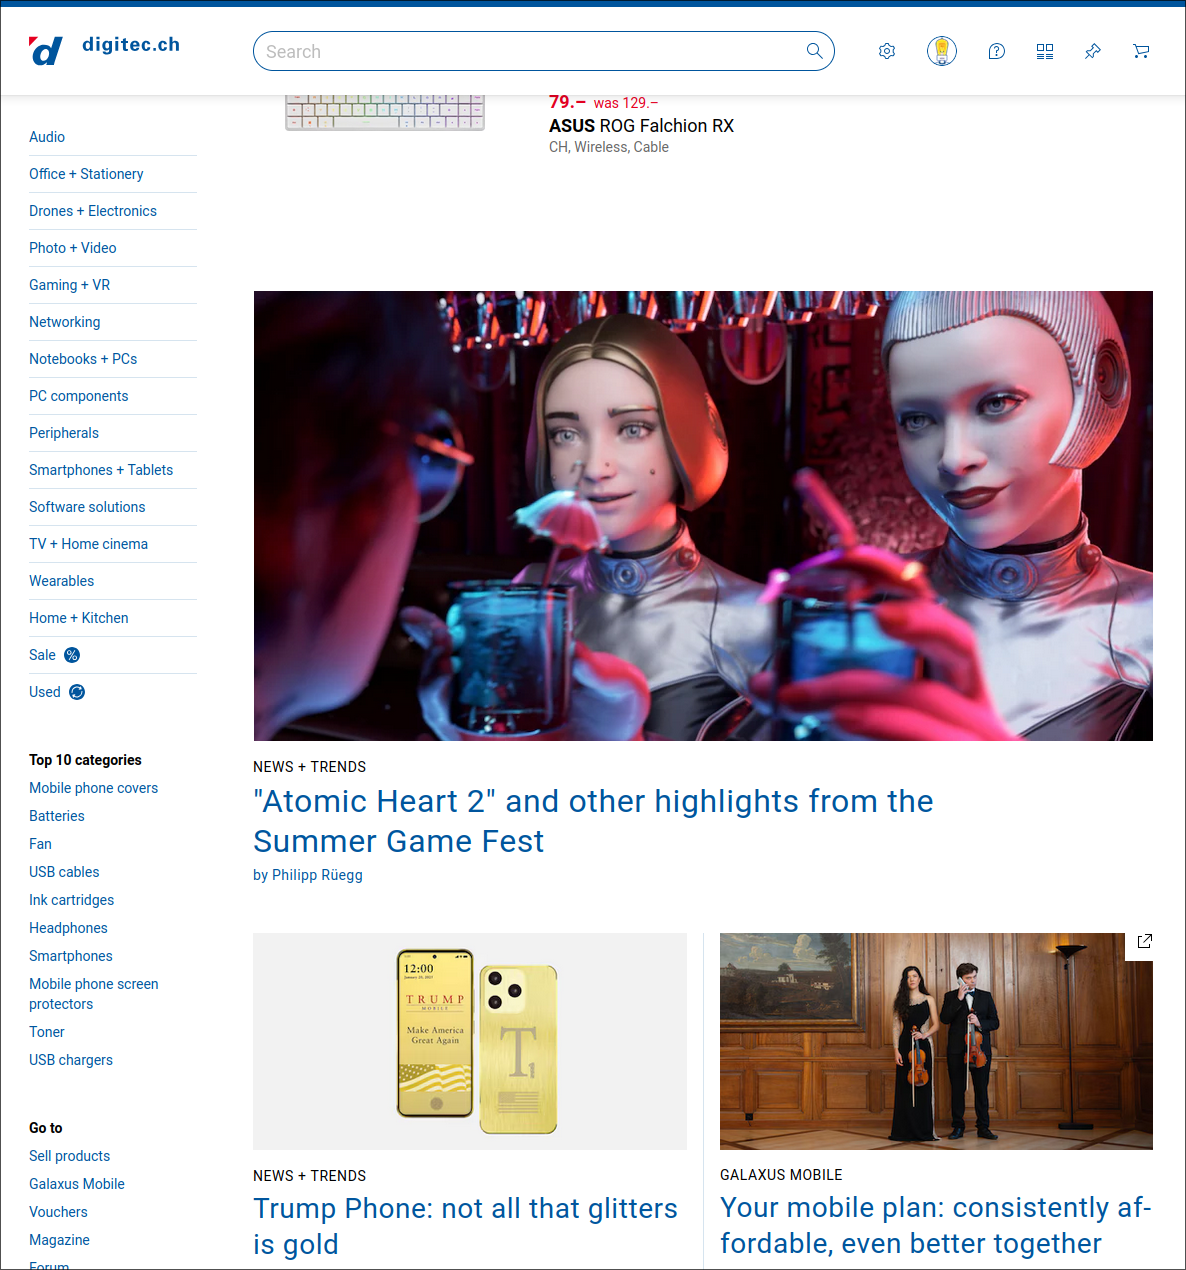 digitec.ch
Search
79.– was 129.–
ASUS ROG Falchion RX
CH, Wireless, Cable
Audio
Office + Stationery
Drones + Electronics
Photo + Video
Gaming + VR
Networking
Notebooks + PCs
PC components
Peripherals
Smartphones + Tablets
Software solutions
TV + Home cinema
Wearables
Home + Kitchen
Sale %
Used
Top 10 categories
Mobile phone covers
Batteries
Fan
USB cables
Ink cartridges
Headphones
Smartphones
Mobile phone screen
protectors
Toner
USB chargers
Go to
Sell products
Galaxus Mobile
Vouchers
Magazine
Forum
NEWS + TRENDS
"Atomic Heart 2" and other highlights from the
Summer Game Fest
by Philipp Rüegg
12:00
TRUMP
MOBILE
Make America
Great Again
T1
NEWS + TRENDS
Trump Phone: not all that glitters
is gold
GALAXUS MOBILE
Your mobile plan: consistently af-
fordable, even better together